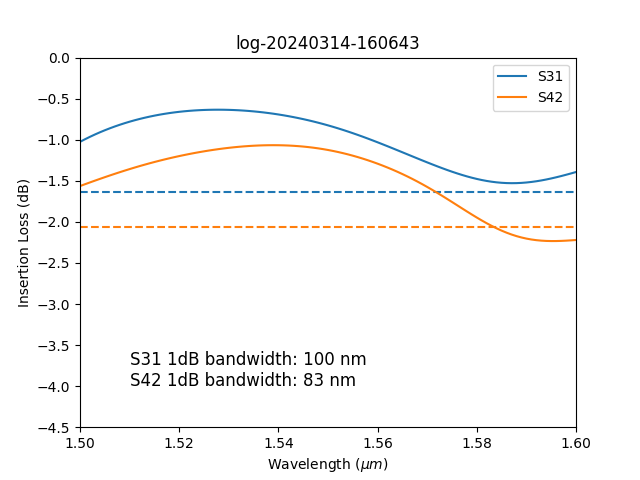 log-20240314-160643
0.0
−0.5
−1.0
−1.5
−2.0
−2.5
−3.0
−3.5
−4.0
−4.5
Insertion Loss (dB)
S31
S42
S31 1dB bandwidth: 100 nm
S42 1dB bandwidth: 83 nm
1.50 1.52 1.54 1.56 1.58 1.60
Wavelength (μm)